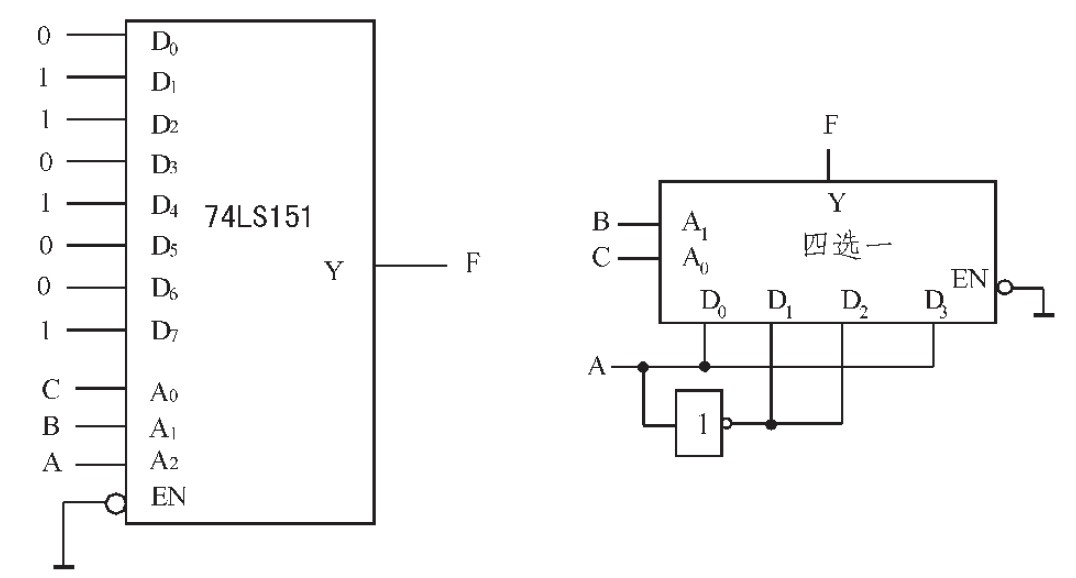 0 D₀
1 D₁
1 D₂
0 D₃
1 D₄
0 D₅
0 D₆
1 D₇
74LS151
Y F
C A₀
B A₁
A A₂
EN
F
Y
四选一
B A₁
C A₀
EN
D₀ D₁ D₂ D₃
A
1